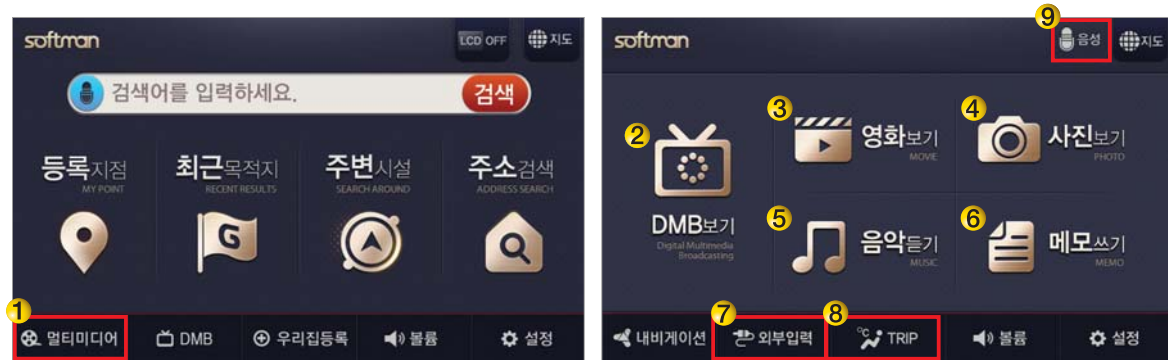 softman
LCD OFF 지도
검색어를 입력하세요. 검색
등록지점 최근목적지 주변시설 주소검색
MY POINT RECENT RESULTS SEARCH AROUND ADDRESS SEARCH
G
1
멀티미디어 DMB 우리집등록 볼륨 설정
softman
9
음성 지도
2 3 4
영화보기 사진보기
MOVIE PHOTO
DMB보기
Digital Multimedia
Broadcasting
5 6
음악듣기 메모쓰기
MUSIC MEMO
7 8
내비게이션 외부입력 °C TRIP 볼륨 설정